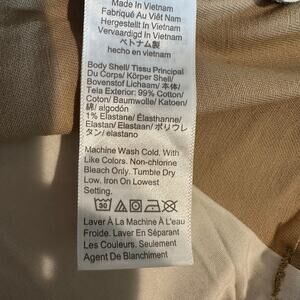 Made In Vietnam
Fabriqué Au Viêt Nam
Hergestellt in Vietnam
Vervaardigd In Vietnam
ベトナム製
hecho en vietnam
Body Shell/ Tissu Principal
Du Corps/ Körper Shell/
Bovenstof Lichaam/ 本体/
Tela Exterior: 99% Cotton/
Coton/ Baumwolle/ Katoen/
綿/ algodón
1% Elastane/ Élasthanne/
Elastan/ Elastaan/ ポリウレ
タン/ elastano
Machine Wash Cold. With
Like Colors. Non-chlorine
Bleach Only. Tumble Dry
Low. Iron On Lowest
Setting.
30
Laver À La Machine À L'eau
Froide. Laver En Séparant
Les Couleurs. Seulement
Agent De Blanchiment